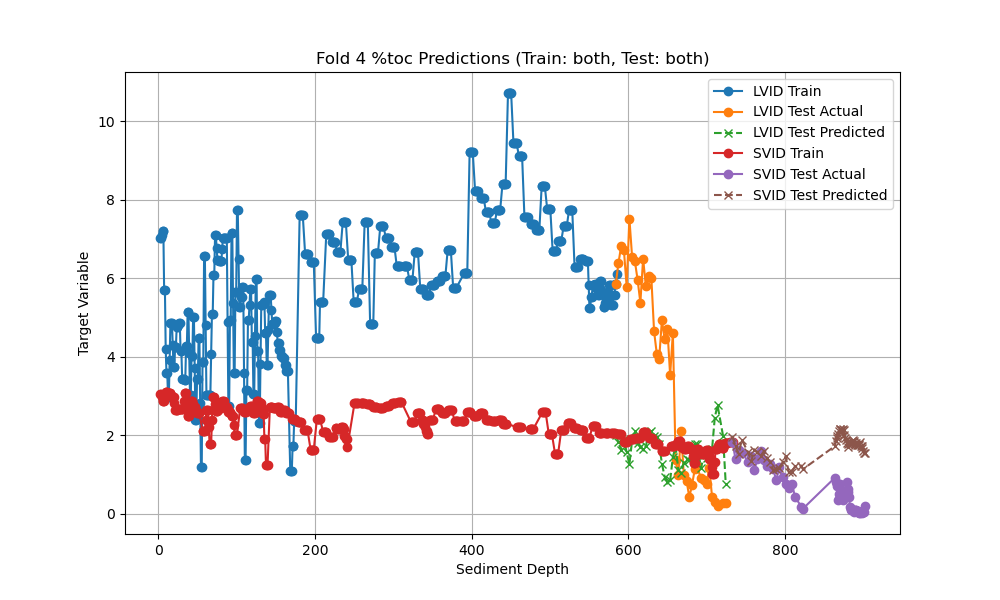 Fold 4 %toc Predictions (Train: both, Test: both)
LVID Train
LVID Test Actual
LVID Test Predicted
SVID Train
SVID Test Actual
SVID Test Predicted
Target Variable
10
8
6
4
2
0
0 200 400 600 800
Sediment Depth